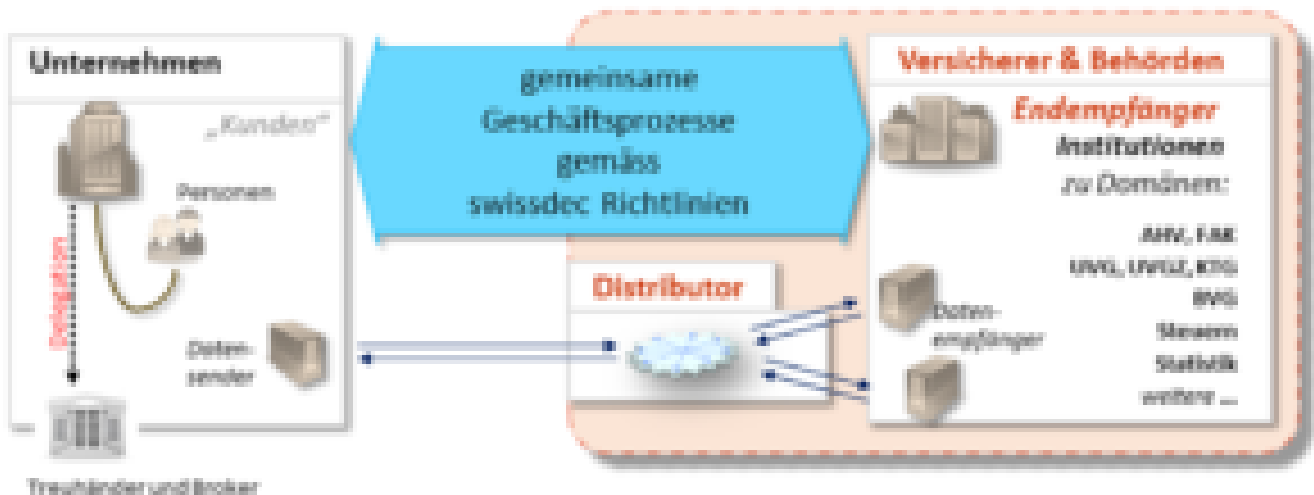 Unternehmen
„Kunden“
Personen
Delegation
Daten-
sender
Treuhänder und Broker
gemeinsame
Geschäftsprozesse
gemäss
swissdec Richtlinien
Distributor
Versicherer & Behörden
Endempfänger
Institutionen
zu Domänen:
AHV, FAK
UVG, UVGZ, KTG
BVG
Steuern
Statistik
weitere ...
Daten-
empfänger